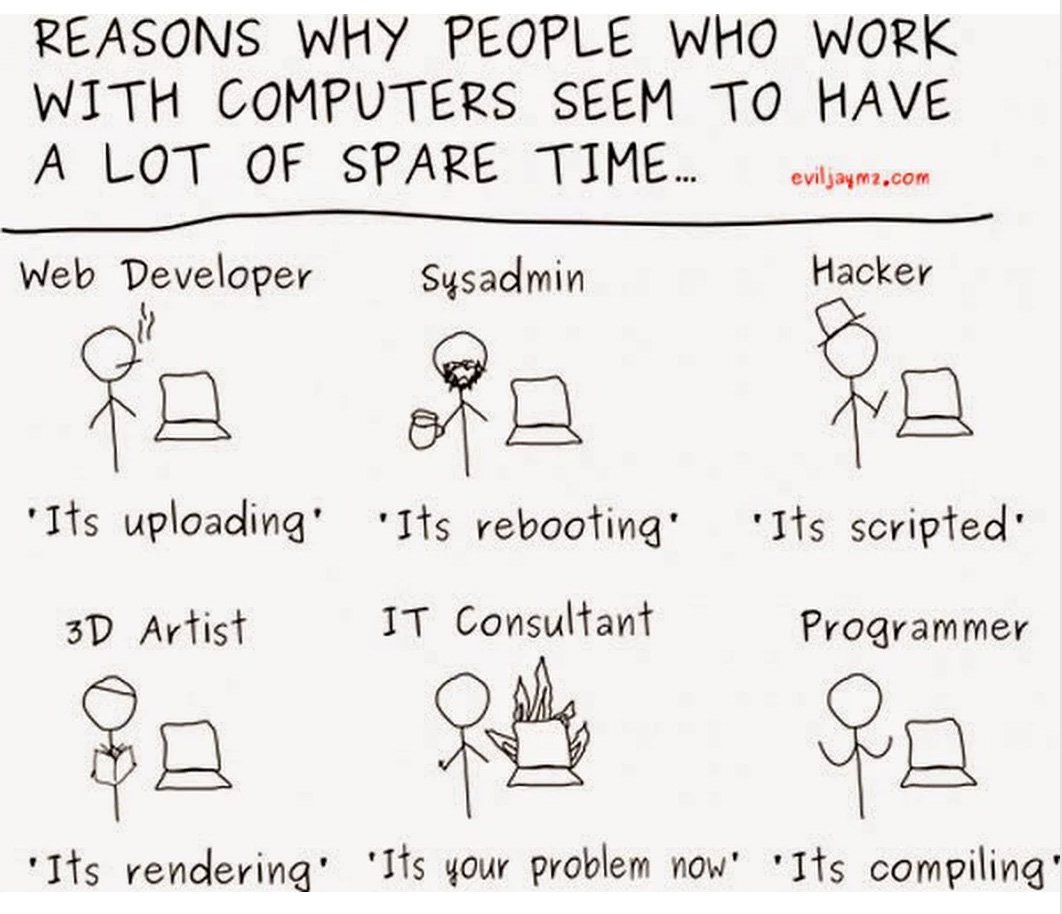 REASONS WHY PEOPLE WHO WORK
WITH COMPUTERS SEEM TO HAVE
A LOT OF SPARE TIME...
eviljaymz.com
Web Developer
Sysadmin
Hacker
'Its uploading'
'Its rebooting'
'Its scripted'
3D Artist
IT Consultant
Programmer
'Its rendering'
'Its your problem now'
'Its compiling'